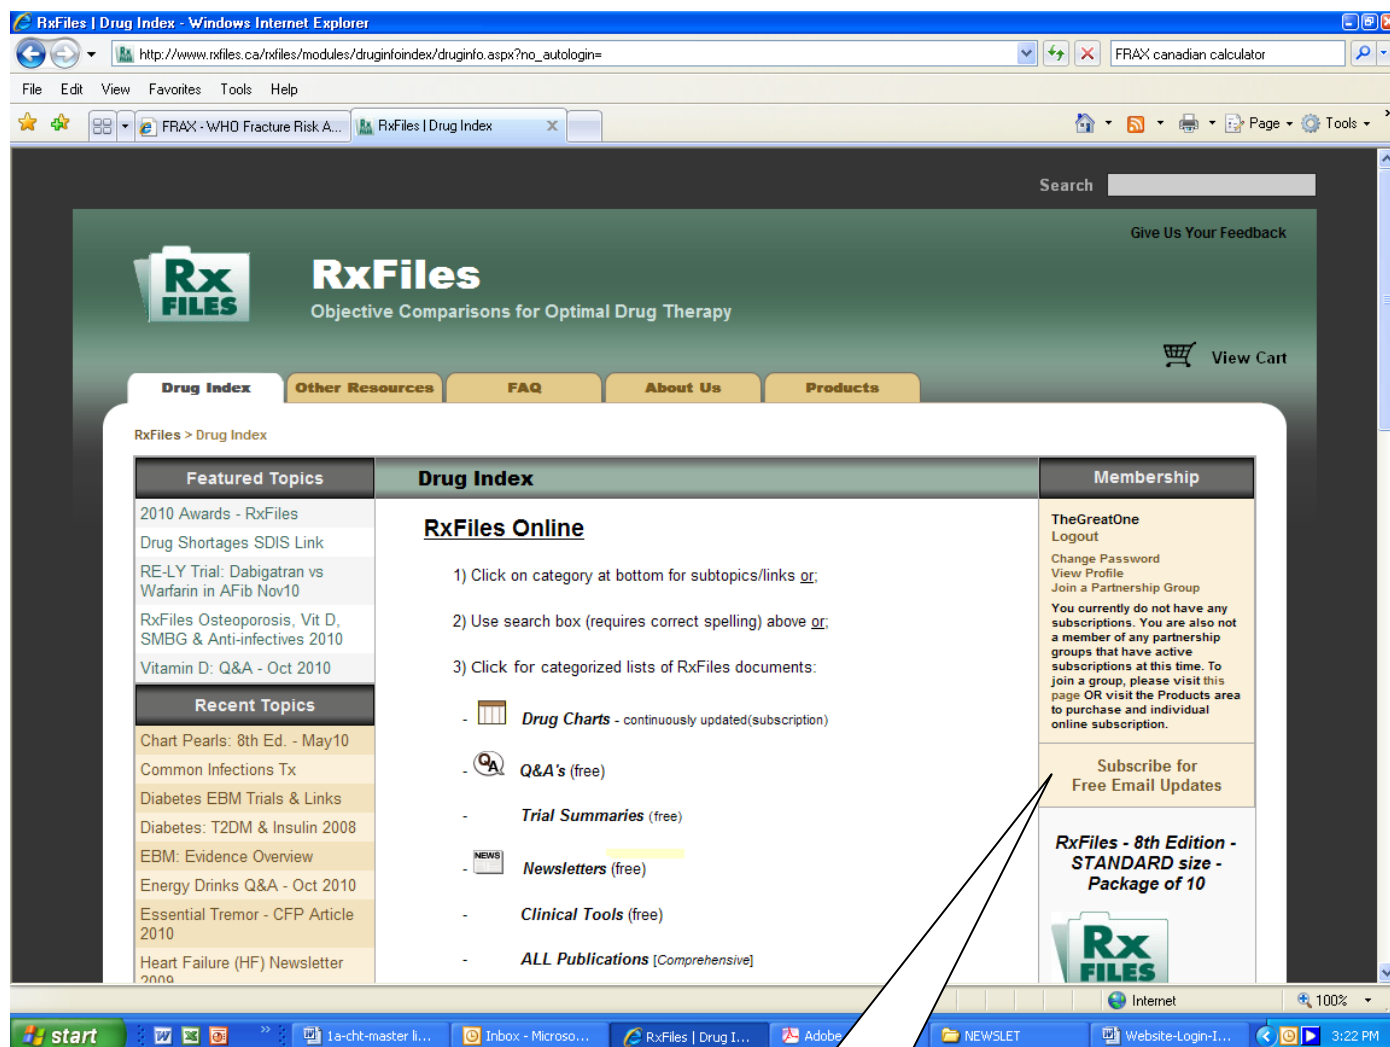 RxFiles | Drug Index - Windows Internet Explorer
http://www.rxfiles.ca/rxfiles/modules/druginfoindex/druginfo.aspx?no_autologin=
FRAX canadian calculator
File Edit View Favorites Tools Help
FRAX - WHO Fracture Risk A...
RxFiles | Drug Index
Page
Tools
Search
Give Us Your Feedback
Rx
FILES
RxFiles
Objective Comparisons for Optimal Drug Therapy
View Cart
Drug Index
Other Resources
FAQ
About Us
Products
RxFiles > Drug Index
Featured Topics
2010 Awards - RxFiles
Drug Shortages SDIS Link
RE-LY Trial: Dabigatran vs
Warfarin in AFib Nov10
RxFiles Osteoporosis, Vit D,
SMBG & Anti-infectives 2010
Vitamin D: Q&A - Oct 2010
Recent Topics
Chart Pearls: 8th Ed. - May10
Common Infections Tx
Diabetes EBM Trials & Links
Diabetes: T2DM & Insulin 2008
EBM: Evidence Overview
Energy Drinks Q&A - Oct 2010
Essential Tremor - CFP Article
2010
Heart Failure (HF) Newsletter
2009
Drug Index
RxFiles Online
1) Click on category at bottom for subtopics/links or;
2) Use search box (requires correct spelling) above or;
3) Click for categorized lists of RxFiles documents:
- Drug Charts - continuously updated(subscription)
- QA Q&A's (free)
- Trial Summaries (free)
- NEWS Newsletters (free)
- Clinical Tools (free)
- ALL Publications [Comprehensive]
Membership
TheGreatOne
Logout
Change Password
View Profile
Join a Partnership Group
You currently do not have any
subscriptions. You are also not
a member of any partnership
groups that have active
subscriptions at this time. To
join a group, please visit this
page OR visit the Products area
to purchase and individual
online subscription.
Subscribe for
Free Email Updates
RxFiles - 8th Edition -
STANDARD size -
Package of 10
Rx
FILES
Internet
100%
start
1a-cht-master li...
Inbox - Microso...
RxFiles | Drug I...
Adobe
NEWSLET
Website-Login-I...
3:22 PM